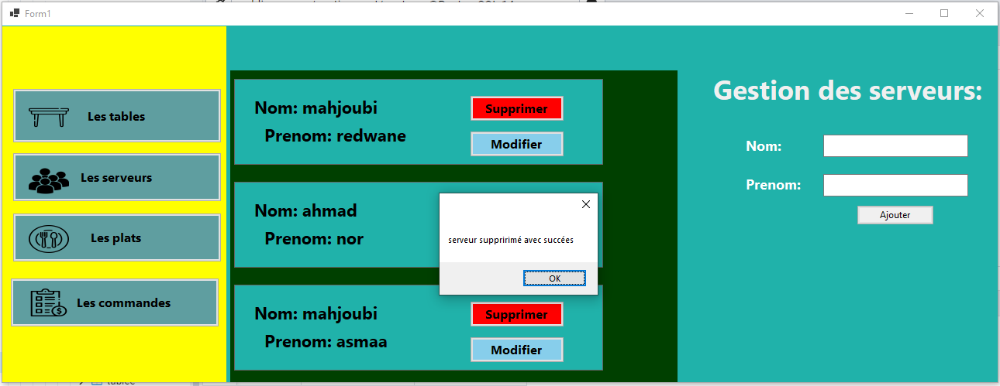 Form1
Les tables
Les serveurs
Les plats
Les commandes
Nom: mahjoubi
Prenom: redwane
Supprimer
Modifier
Nom: ahmad
Prenom: nor
Nom: mahjoubi
Prenom: asmaa
Supprimer
Modifier
serveur suppririmé avec succées
OK
Gestion des serveurs:
Nom:
Prenom:
Ajouter